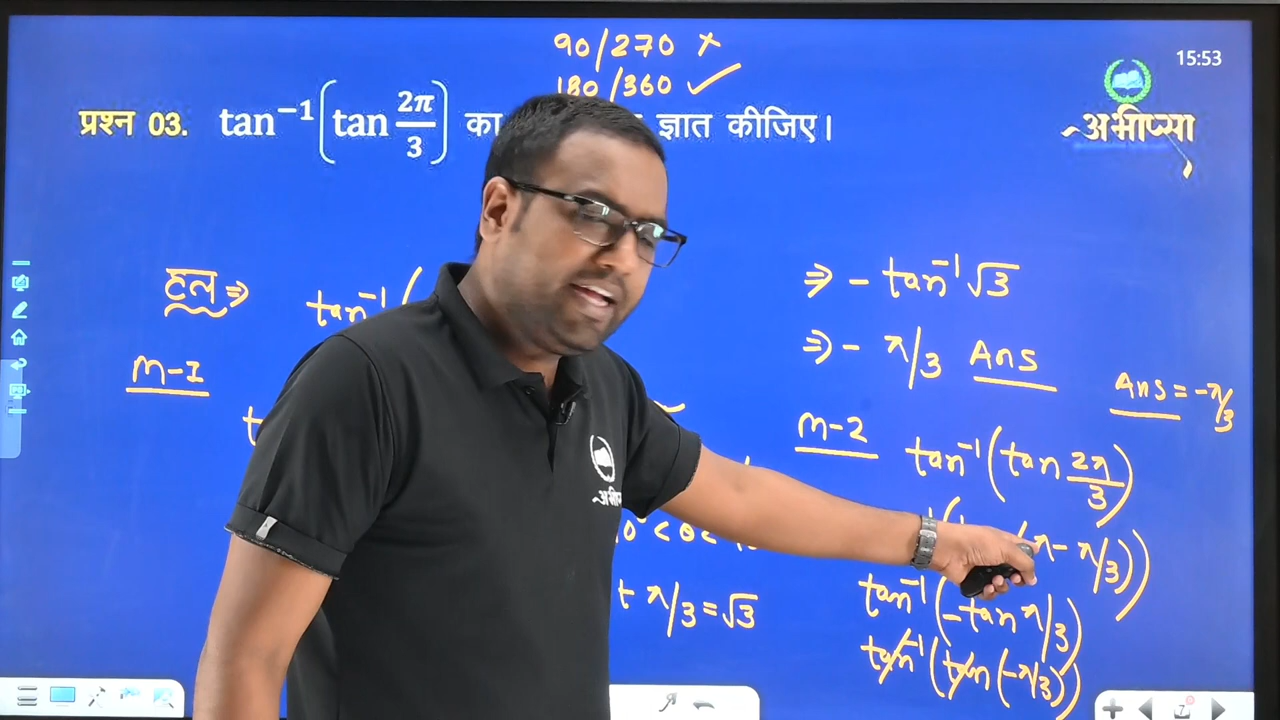 90/270 ×
180/360 ✓
15:53
प्रश्न 03. tan⁻¹(tan 2π/3) का ज्ञात कीजिए।
अभीप्सा
हल ⇒ tan⁻¹(
M-1
⇒ - tan⁻¹ √3
⇒ - π/3 Ans
Ans = -π/3
M-2 tan⁻¹(tan 2π/3)
(π - π/3))
tan⁻¹(-tan π/3)
tan⁻¹(tan(-π/3))
π/3 = √3
7